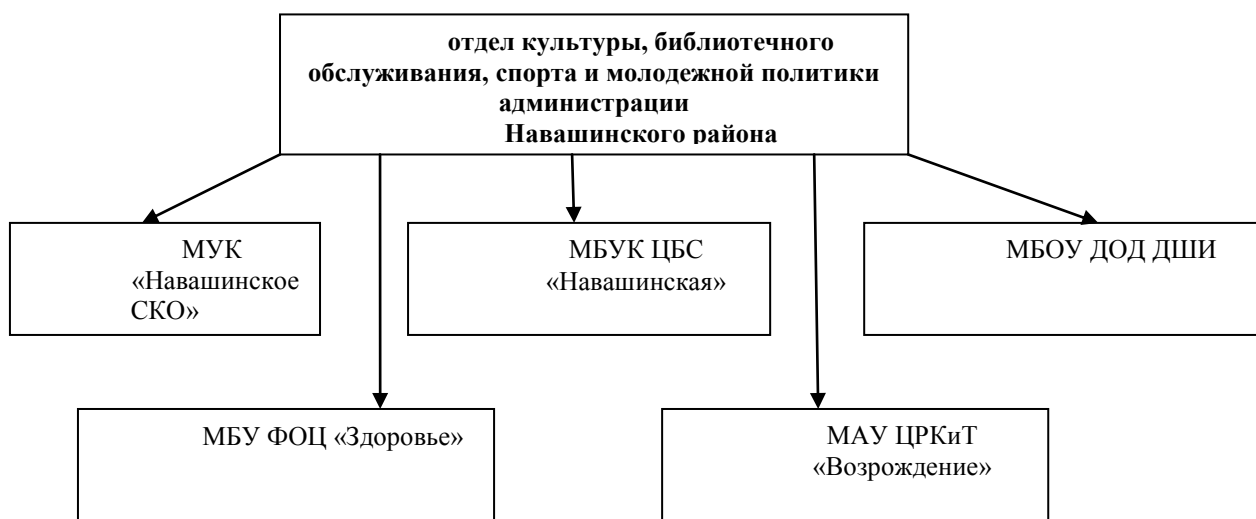 отдел культуры, библиотечного
обслуживания, спорта и молодежной политики
администрации
Навашинского района
МУК
«Навашинское
СКО»
МБУК ЦБС
«Навашинская»
МБОУ ДОД ДШИ
МБУ ФОЦ «Здоровье»
МАУ ЦРКиТ
«Возрождение»